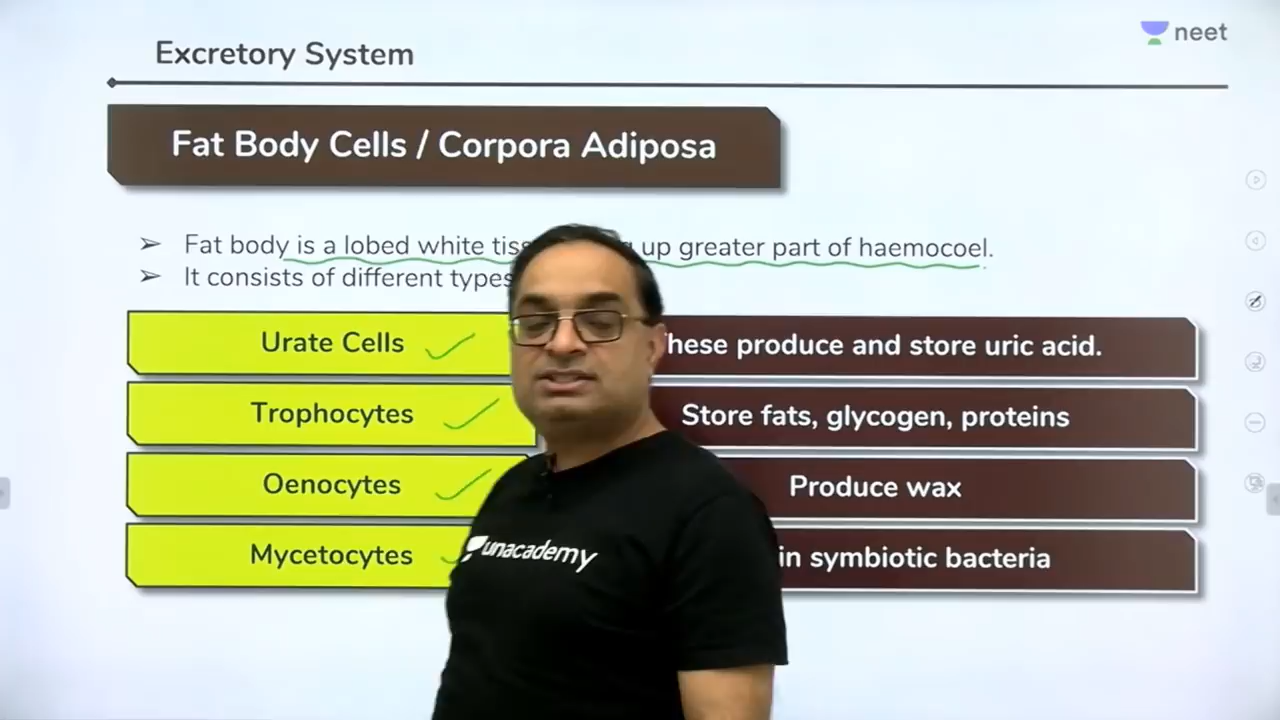 Excretory System
neet
Fat Body Cells / Corpora Adiposa
➢ Fat body is a lobed white up greater part of haemocoel.
➢ It consists of different types
Urate Cells
hese produce and store uric acid.
Trophocytes
Store fats, glycogen, proteins
Oenocytes
Produce wax
Mycetocytes
in symbiotic bacteria
unacademy